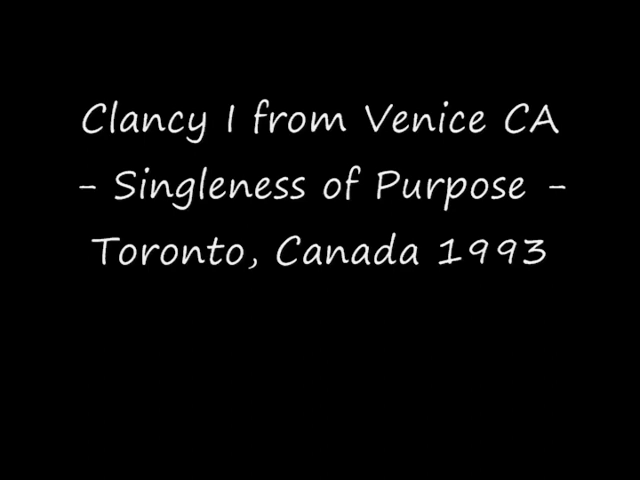 Clancy I from Venice CA
- Singleness of Purpose -
Toronto, Canada 1993